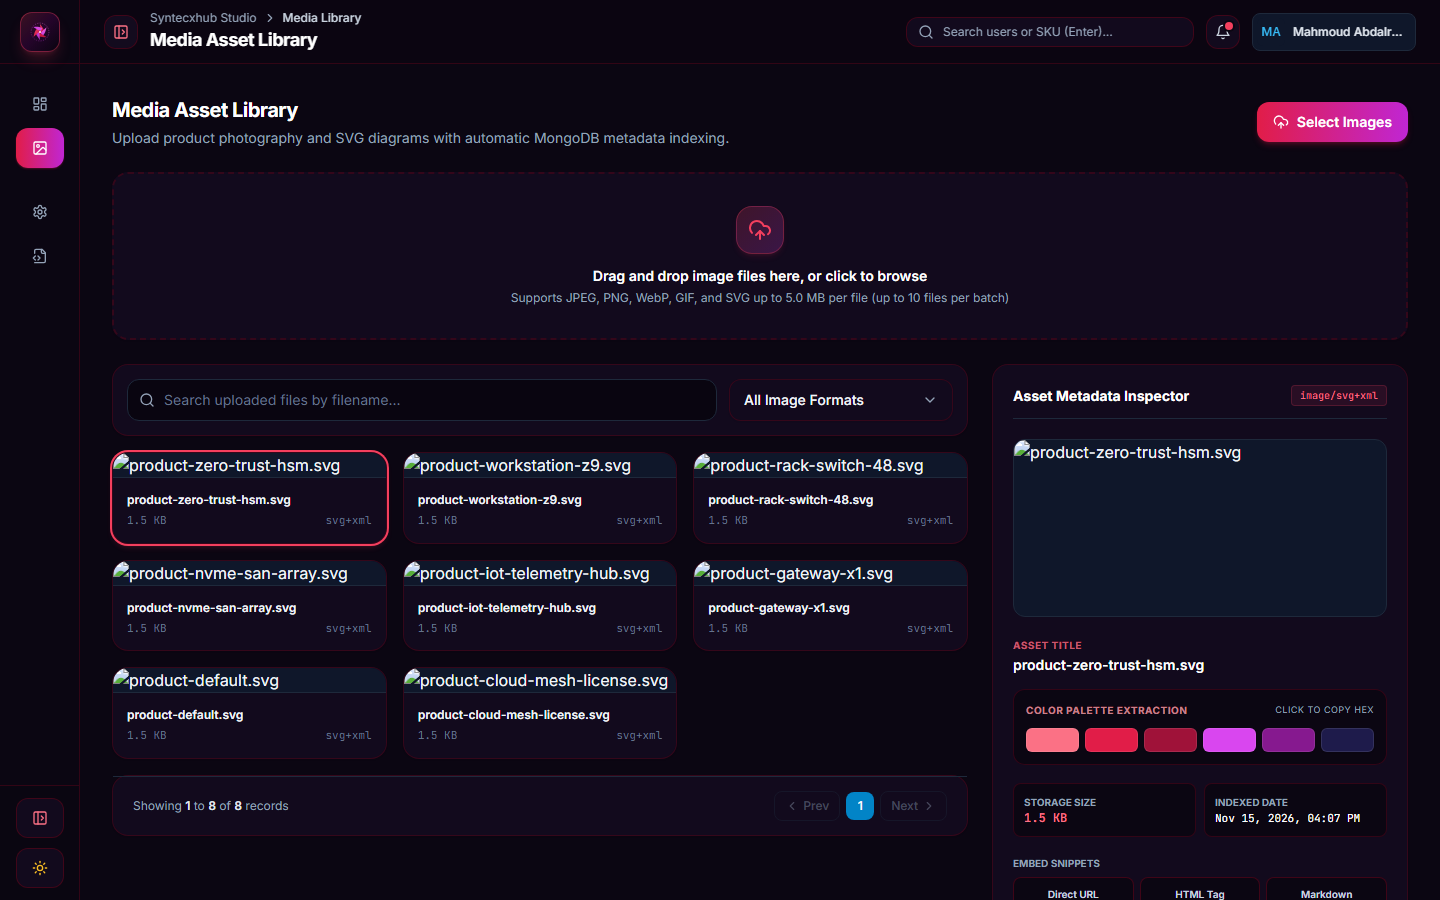 Syntecxhub Studio > Media Library
Media Asset Library
Search users or SKU (Enter)...
MA Mahmoud Abdalr...
Media Asset Library
Upload product photography and SVG diagrams with automatic MongoDB metadata indexing.
Select Images
Drag and drop image files here, or click to browse
Supports JPEG, PNG, WebP, GIF, and SVG up to 5.0 MB per file (up to 10 files per batch)
Search uploaded files by filename...
All Image Formats
product-zero-trust-hsm.svg
product-zero-trust-hsm.svg
1.5 KB svg+xml
product-workstation-z9.svg
product-workstation-z9.svg
1.5 KB svg+xml
product-rack-switch-48.svg
product-rack-switch-48.svg
1.5 KB svg+xml
product-nvme-san-array.svg
product-nvme-san-array.svg
1.5 KB svg+xml
product-iot-telemetry-hub.svg
product-iot-telemetry-hub.svg
1.5 KB svg+xml
product-gateway-x1.svg
product-gateway-x1.svg
1.5 KB svg+xml
product-default.svg
product-default.svg
1.5 KB svg+xml
product-cloud-mesh-license.svg
product-cloud-mesh-license.svg
1.5 KB svg+xml
Showing 1 to 8 of 8 records
Prev 1 Next
Asset Metadata Inspector
image/svg+xml
product-zero-trust-hsm.svg
ASSET TITLE
product-zero-trust-hsm.svg
COLOR PALETTE EXTRACTION
CLICK TO COPY HEX
STORAGE SIZE
1.5 KB
INDEXED DATE
Nov 15, 2026, 04:07 PM
EMBED SNIPPETS
Direct URL
HTML Tag
Markdown